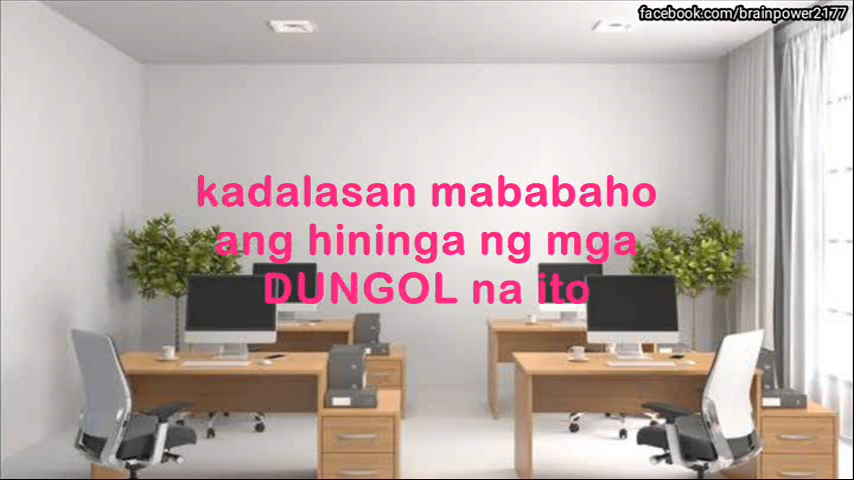 facebook.com/brainpower2177
kadalasan mababaho
ang hininga ng mga
DUNGOL na ito